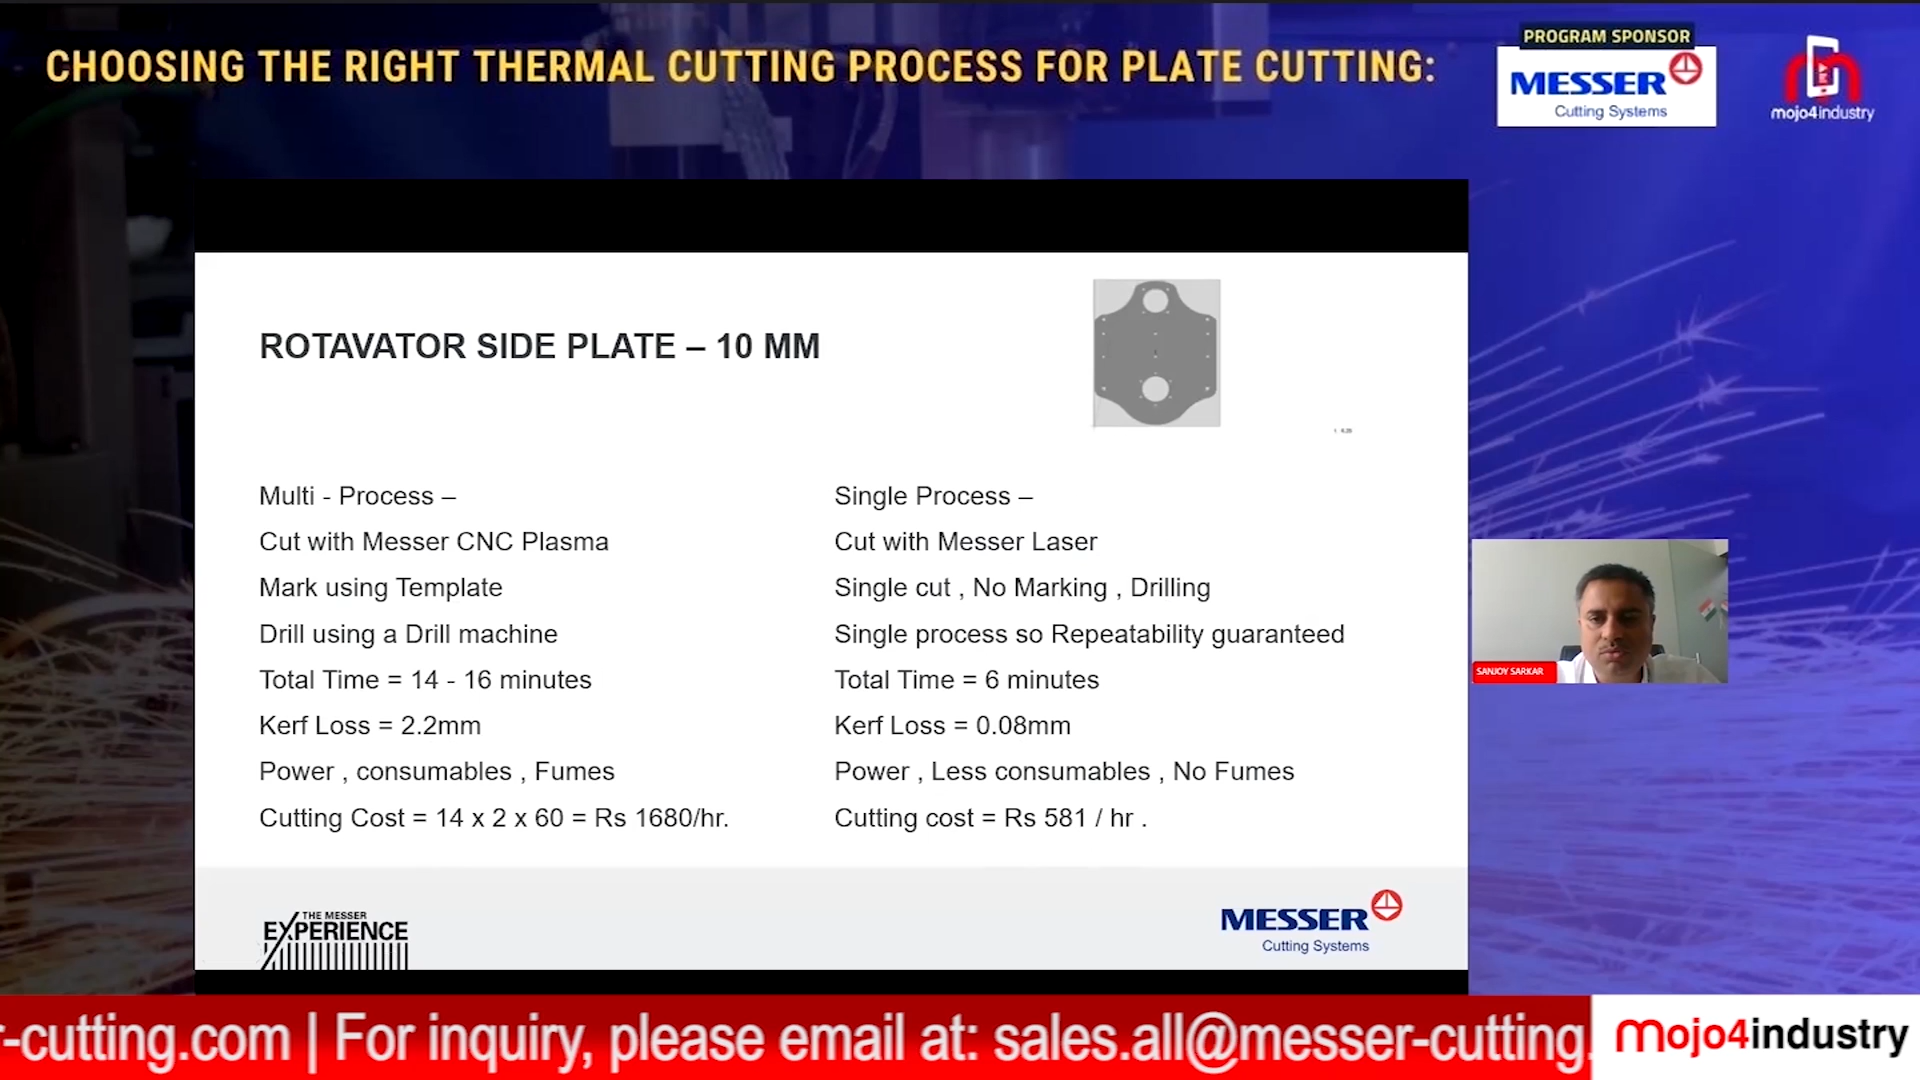 CHOOSING THE RIGHT THERMAL CUTTING PROCESS FOR PLATE CUTTING:
PROGRAM SPONSOR
MESSER
Cutting Systems
mojo4industry
ROTAVATOR SIDE PLATE – 10 MM
Multi - Process –
Cut with Messer CNC Plasma
Mark using Template
Drill using a Drill machine
Total Time = 14 - 16 minutes
Kerf Loss = 2.2mm
Power , consumables , Fumes
Cutting Cost = 14 x 2 x 60 = Rs 1680/hr.
Single Process –
Cut with Messer Laser
Single cut , No Marking , Drilling
Single process so Repeatability guaranteed
Total Time = 6 minutes
Kerf Loss = 0.08mm
Power , Less consumables , No Fumes
Cutting cost = Rs 581 / hr .
SANJOY SARKAR
THE MESSER
EXPERIENCE
MESSER
Cutting Systems
r-cutting.com | For inquiry, please email at: sales.all@messer-cutting.
mojo4industry